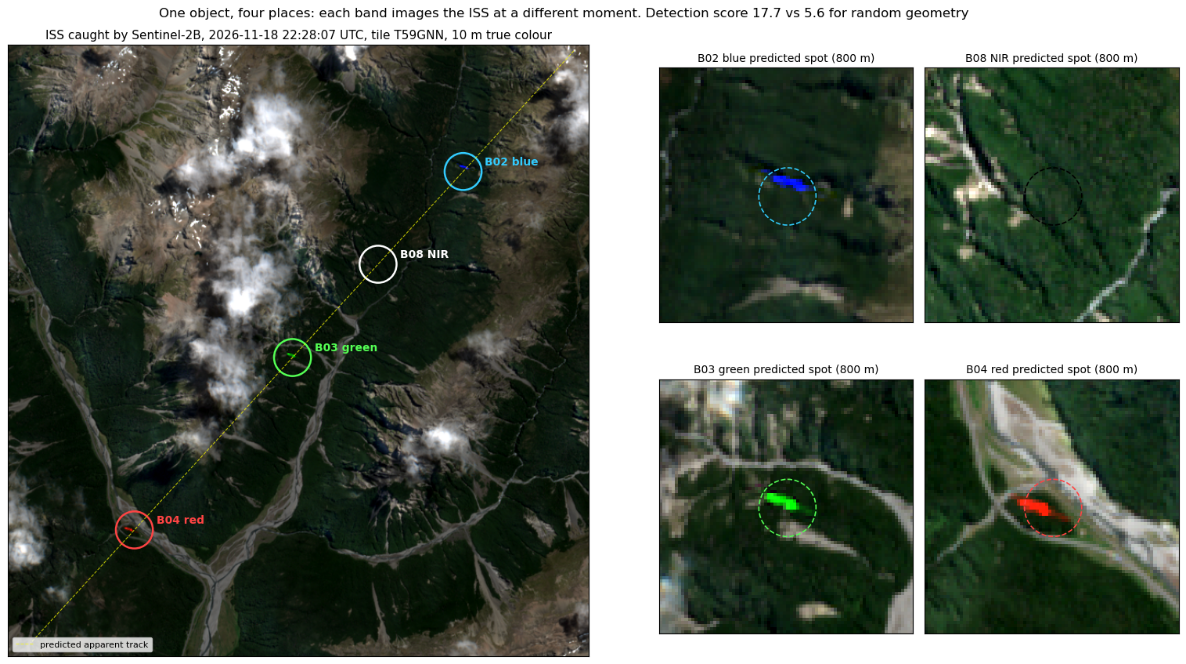 One object, four places: each band images the ISS at a different moment. Detection score 17.7 vs 5.6 for random geometry
ISS caught by Sentinel-2B, 2026-11-18 22:28:07 UTC, tile T59GNN, 10 m true colour
B02 blue
B08 NIR
B03 green
B04 red
predicted apparent track
B02 blue predicted spot (800 m)
B08 NIR predicted spot (800 m)
B03 green predicted spot (800 m)
B04 red predicted spot (800 m)